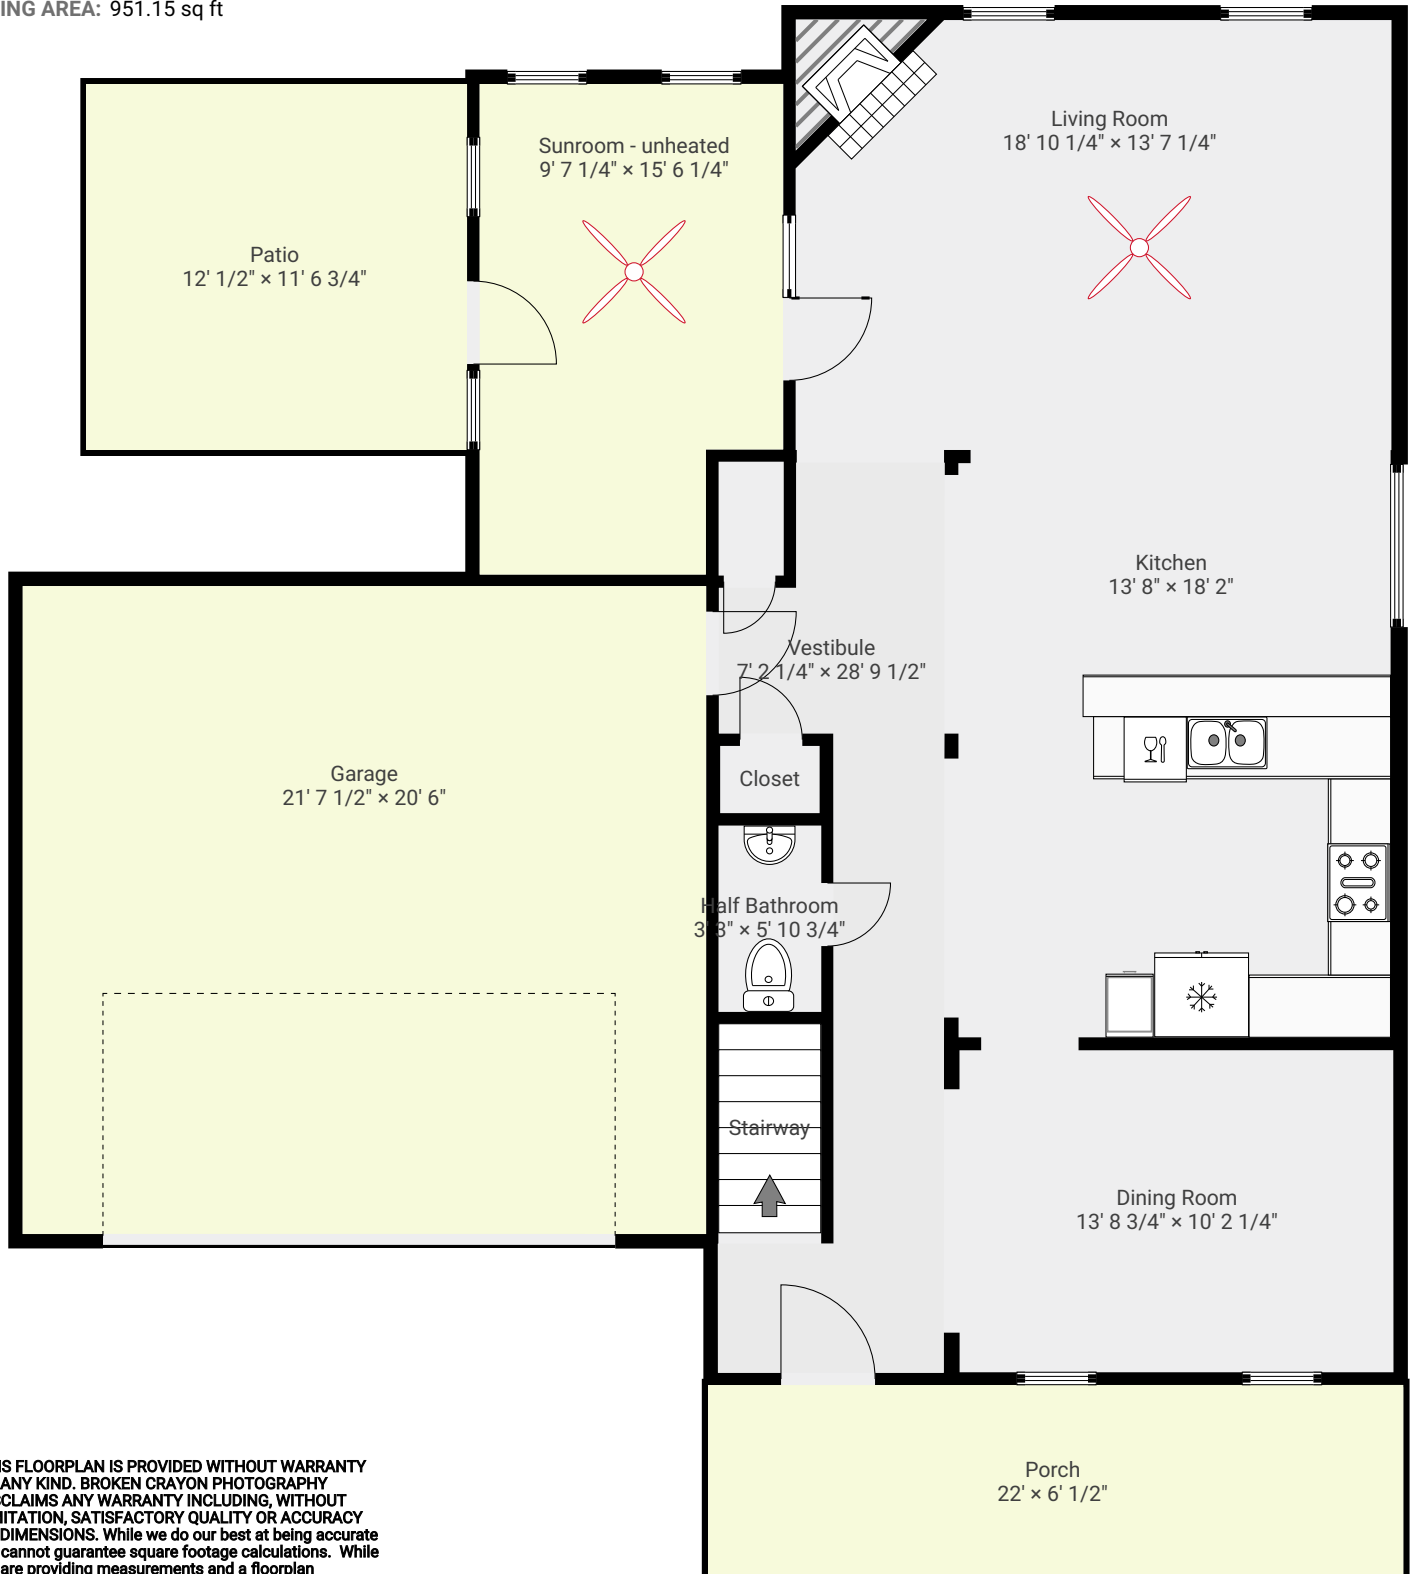 ING AREA: 951.15 sq ft
Living Room
18' 10 1/4" × 13' 7 1/4"
Sunroom - unheated
9' 7 1/4" × 15' 6 1/4"
Patio
12' 1/2" × 11' 6 3/4"
Kitchen
13' 8" × 18' 2"
Vestibule
7' 2 1/4" × 28' 9 1/2"
Garage
21' 7 1/2" × 20' 6"
Closet
Half Bathroom
3' 3" × 5' 10 3/4"
Stairway
Dining Room
13' 8 3/4" × 10' 2 1/4"
Porch
22' × 6' 1/2"
IS FLOORPLAN IS PROVIDED WITHOUT WARRANTY
ANY KIND. BROKEN CRAYON PHOTOGRAPHY
CLAIMS ANY WARRANTY INCLUDING, WITHOUT
ITATION, SATISFACTORY QUALITY OR ACCURACY
DIMENSIONS. While we do our best at being accurate
cannot guarantee square footage calculations. While
are providing measurements and a floorplan